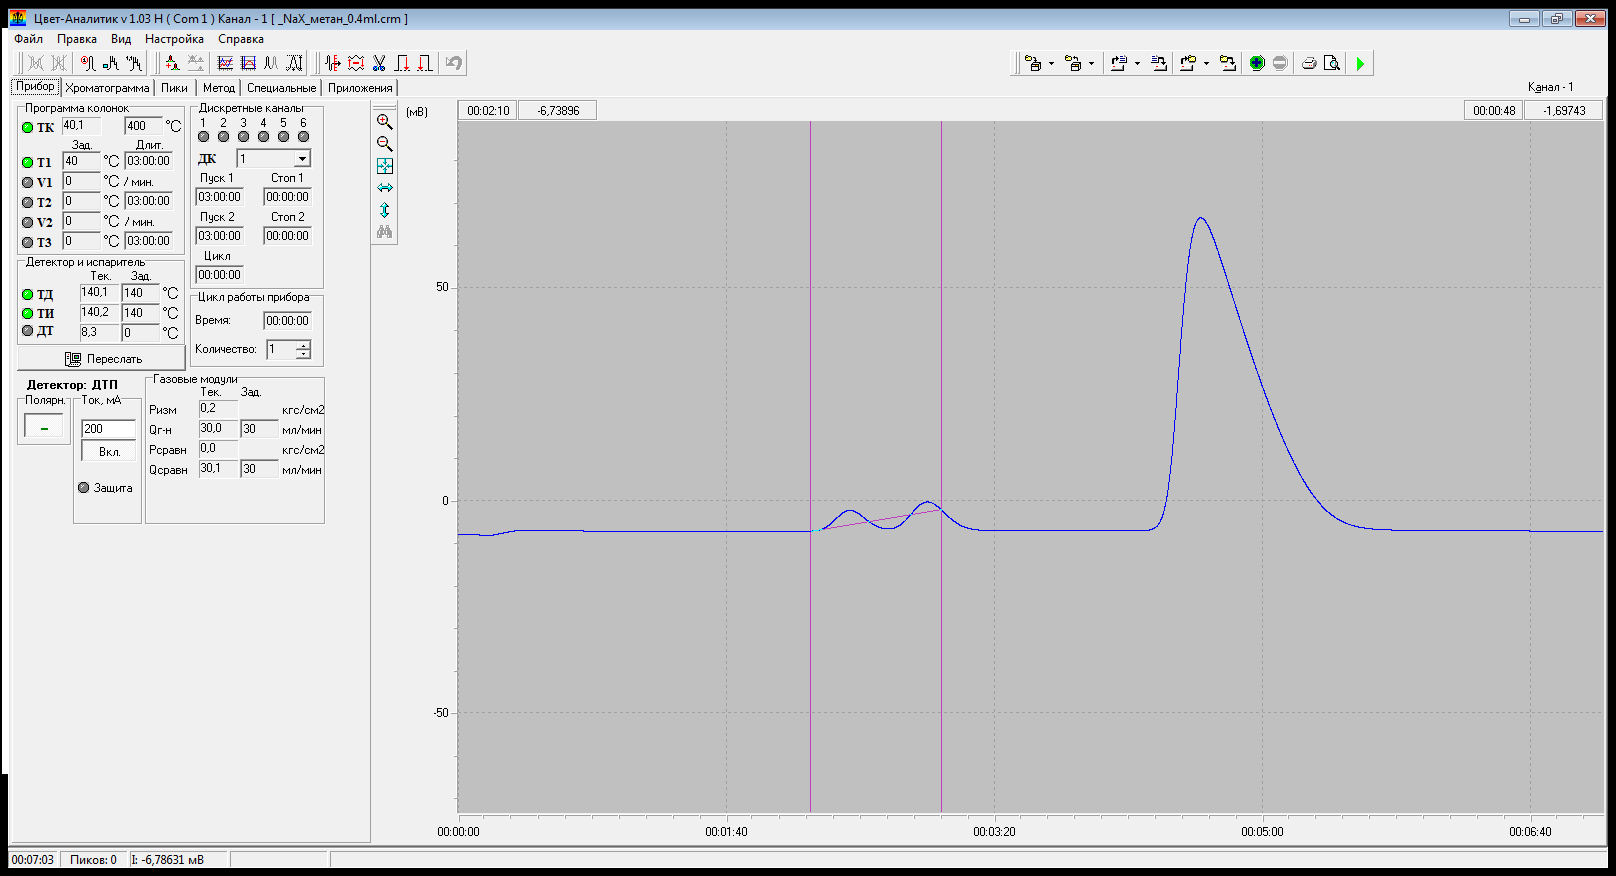 Цвет-Аналитик v 1.03 H ( Com 1 ) Канал - 1 [ _NaX_метан_0.4ml.crm ]
Файл Правка Вид Настройка Справка
Прибор Хроматограмма Пики Метод Специальные Приложения
Канал - 1
Программа колонок
ТК 40,1 400 °C
Зад. Длит.
Т1 40 °C 03:00:00
V1 0 °C / мин.
Т2 0 °C 03:00:00
V2 0 °C / мин.
Т3 0 °C 03:00:00
Детектор и испаритель
Тек. Зад.
ТД 140,1 140 °C
ТИ 140,2 140 °C
ДТ 8,3 0 °C
Переслать
Детектор: ДТП
Полярн.
–
Ток, мА
200
Вкл.
Защита
Дискретные каналы
1 2 3 4 5 6
ДК 1
Пуск 1 Стоп 1
03:00:00 00:00:00
Пуск 2 Стоп 2
03:00:00 00:00:00
Цикл
00:00:00
Цикл работы прибора
Время: 00:00:00
Количество: 1
Газовые модули
Тек. Зад.
Pизм 0,2 кгс/см2
Qг-н 30,0 30 мл/мин
Pсравн 0,0 кгс/см2
Qсравн 30,1 30 мл/мин
(мВ)
00:02:10 -6,73896
00:00:48 -1,69743
50
0
-50
00:00:00 00:01:40 00:03:20 00:05:00 00:06:40
00:07:03 Пиков: 0 I: -6,78631 мВ